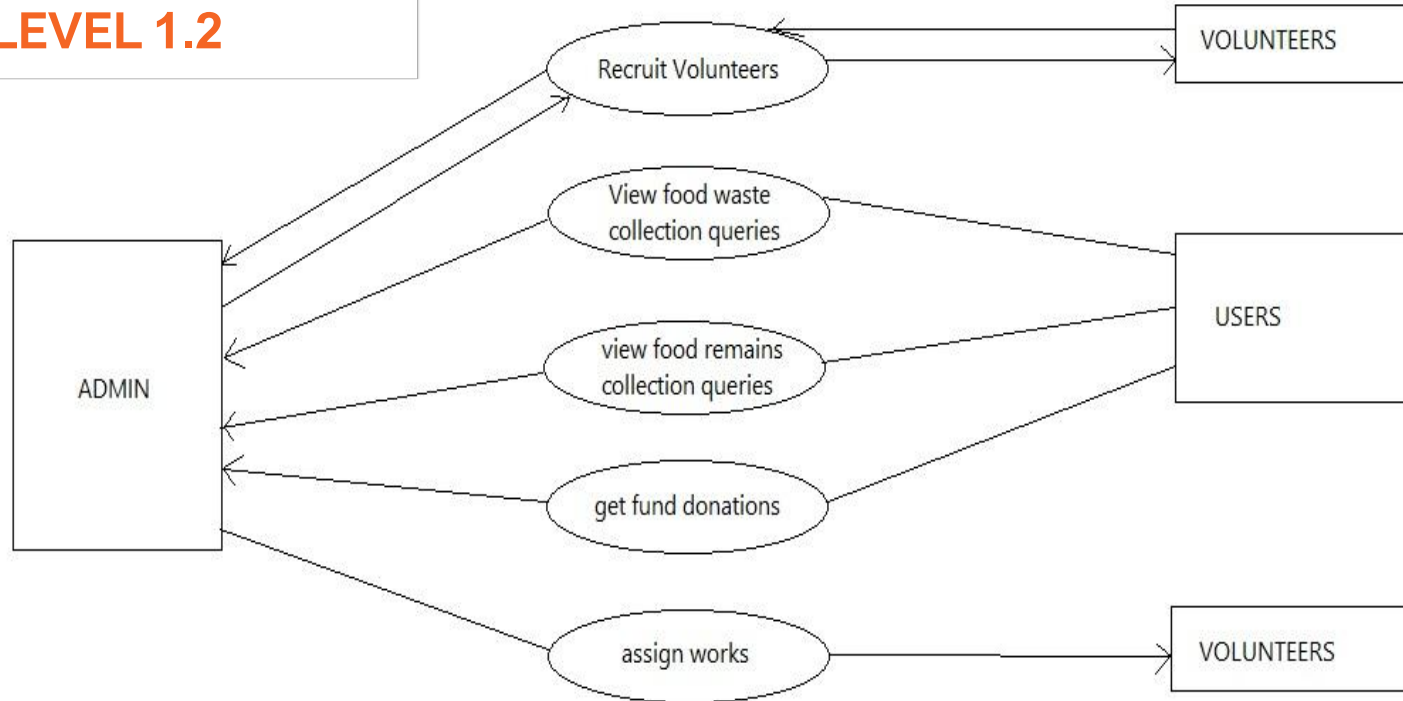 LEVEL 1.2
Recruit Volunteers
VOLUNTEERS
View food waste
collection queries
USERS
view food remains
collection queries
ADMIN
get fund donations
assign works
VOLUNTEERS